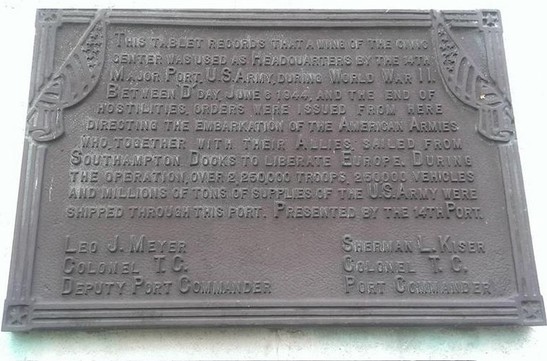 THIS TABLET RECORDS THAT A WING OF THE CIVIC
CENTER WAS USED AS HEADQUARTERS BY THE 14TH
MAJOR PORT, U.S. ARMY, DURING WORLD WAR II.
BETWEEN D'DAY, JUNE 6 1944, AND THE END OF
HOSTILITIES, ORDERS WERE ISSUED FROM HERE
DIRECTING THE EMBARKATION OF THE AMERICAN ARMIES
WHO, TOGETHER WITH THEIR ALLIES, SAILED FROM
SOUTHAMPTON DOCKS TO LIBERATE EUROPE. DURING
THE OPERATION, OVER 2,250,000 TROOPS, 250,000 VEHICLES
AND MILLIONS OF TONS OF SUPPLIES OF THE U.S. ARMY WERE
SHIPPED THROUGH THIS PORT. PRESENTED BY THE 14TH PORT.
LEO J. MEYER
COLONEL T. C.
DEPUTY PORT COMMANDER
SHERMAN L. KISER
COLONEL T. C.
PORT COMMANDER